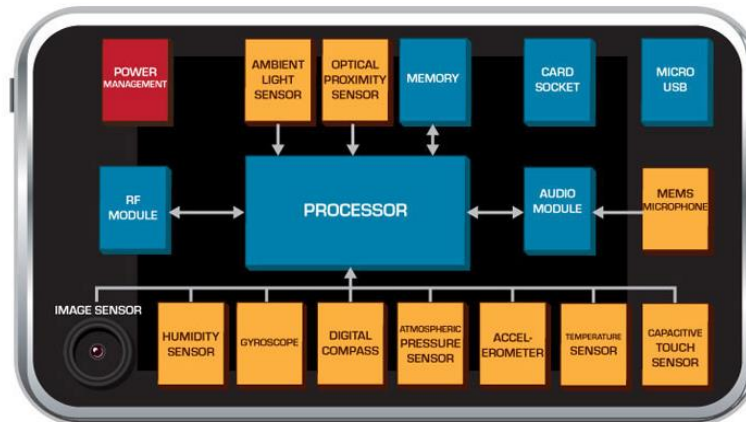 POWER
MANAGEMENT
AMBIENT
LIGHT
SENSOR
OPTICAL
PROXIMITY
SENSOR
MEMORY
CARD
SOCKET
MICRO
USB
RF
MODULE
PROCESSOR
AUDIO
MODULE
MEMS
MICROPHONE
IMAGE SENSOR
HUMIDITY
SENSOR
GYROSCOPE
DIGITAL
COMPASS
ATMOSPHERIC
PRESSURE
SENSOR
ACCEL-
EROMETER
TEMPERATURE
SENSOR
CAPACITIVE
TOUCH
SENSOR